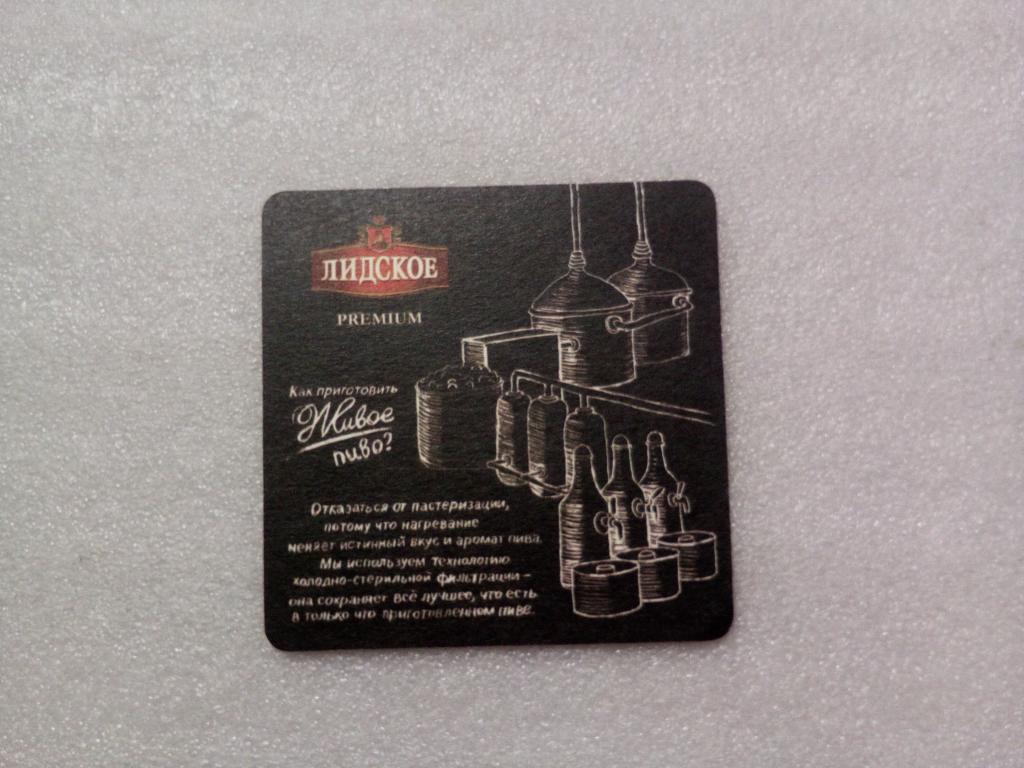 ЛИДСКОЕ
PREMIUM
Как приготовить
Живое
пиво?
Отказаться от пастеризации,
потому что нагревание
меняет истинный вкус и аромат пива.
Мы используем технологию
холодно-стерильной фильтрации –
она сохраняет всё лучшее, что есть
в только что приготовленном пиве.